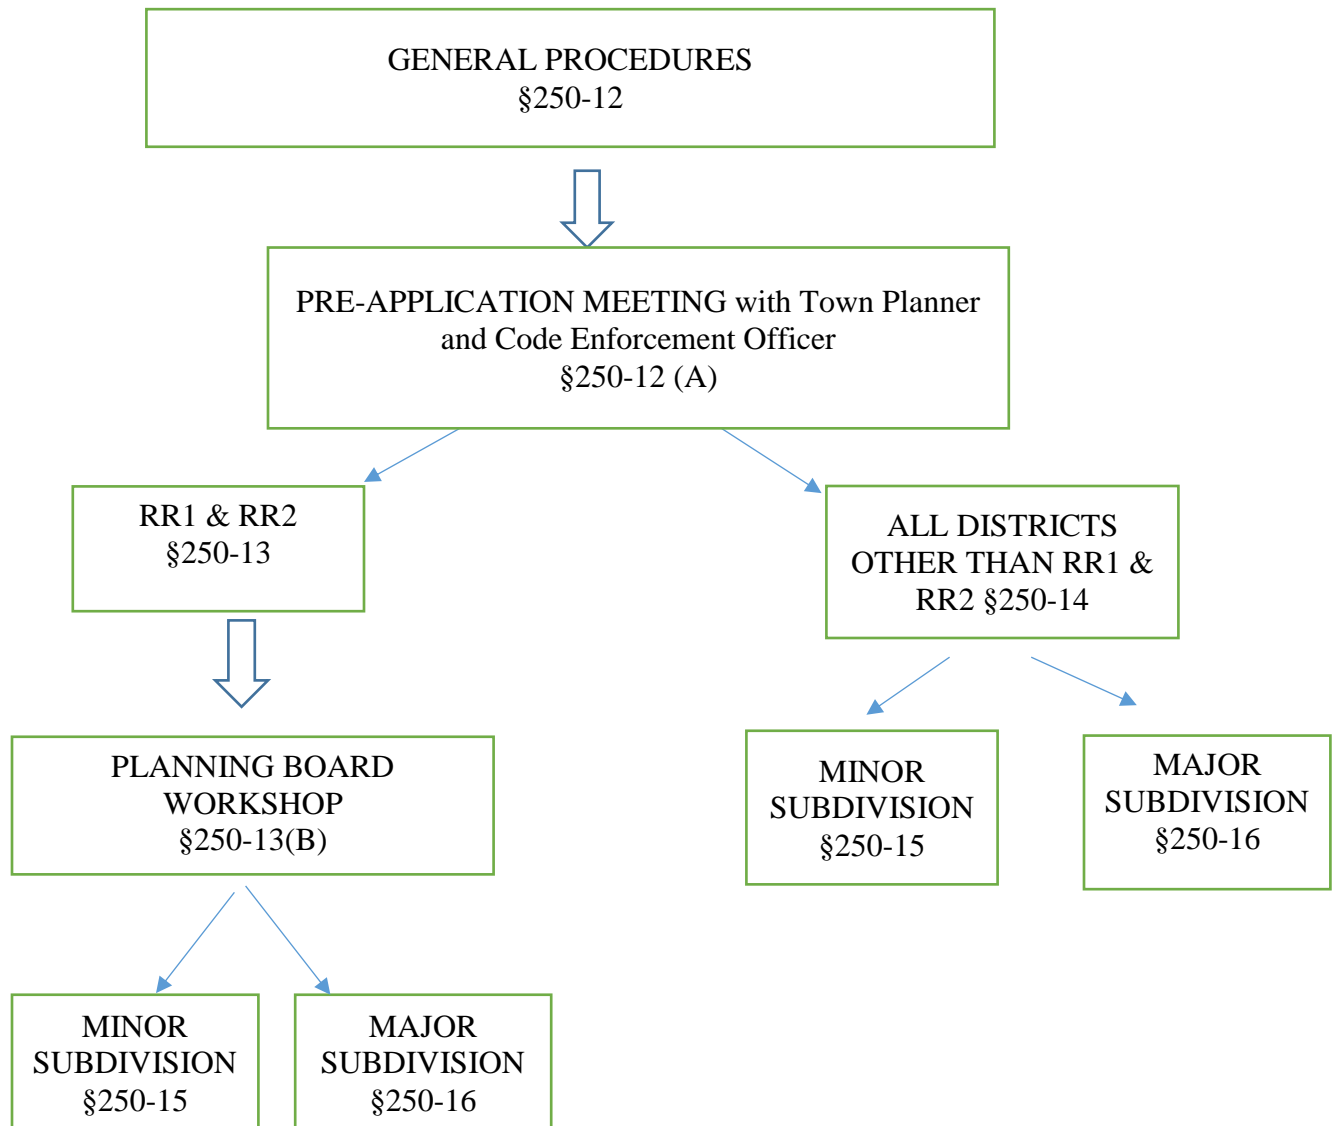 GENERAL PROCEDURES
§250-12
PRE-APPLICATION MEETING with Town Planner
and Code Enforcement Officer
§250-12 (A)
RR1 & RR2
§250-13
ALL DISTRICTS
OTHER THAN RR1 &
RR2 §250-14
PLANNING BOARD
WORKSHOP
§250-13(B)
MINOR
SUBDIVISION
§250-15
MAJOR
SUBDIVISION
§250-16
MINOR
SUBDIVISION
§250-15
MAJOR
SUBDIVISION
§250-16